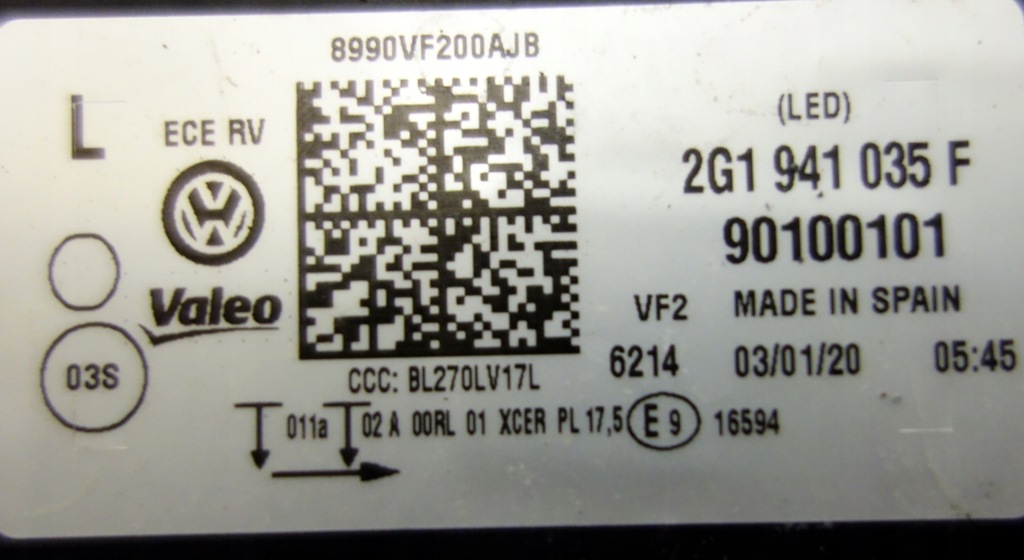 8990VF200AJB
L
ECE RV
(LED)
2G1 941 035 F
90100101
Valeo
VF2 MADE IN SPAIN
03S
6214 03/01/20 05:45
CCC: BL270LV17L
011a 02 A 00RL 01 XCER PL 17,5 E 9 16594